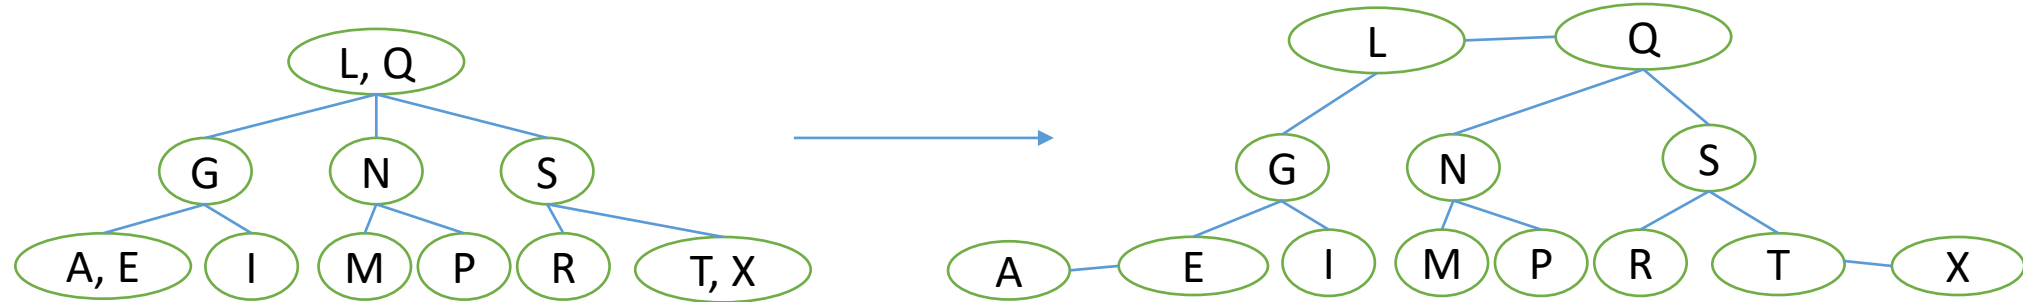 L, Q
G N S
A, E I M P R T, X
L Q
G N S
A E I M P R T X